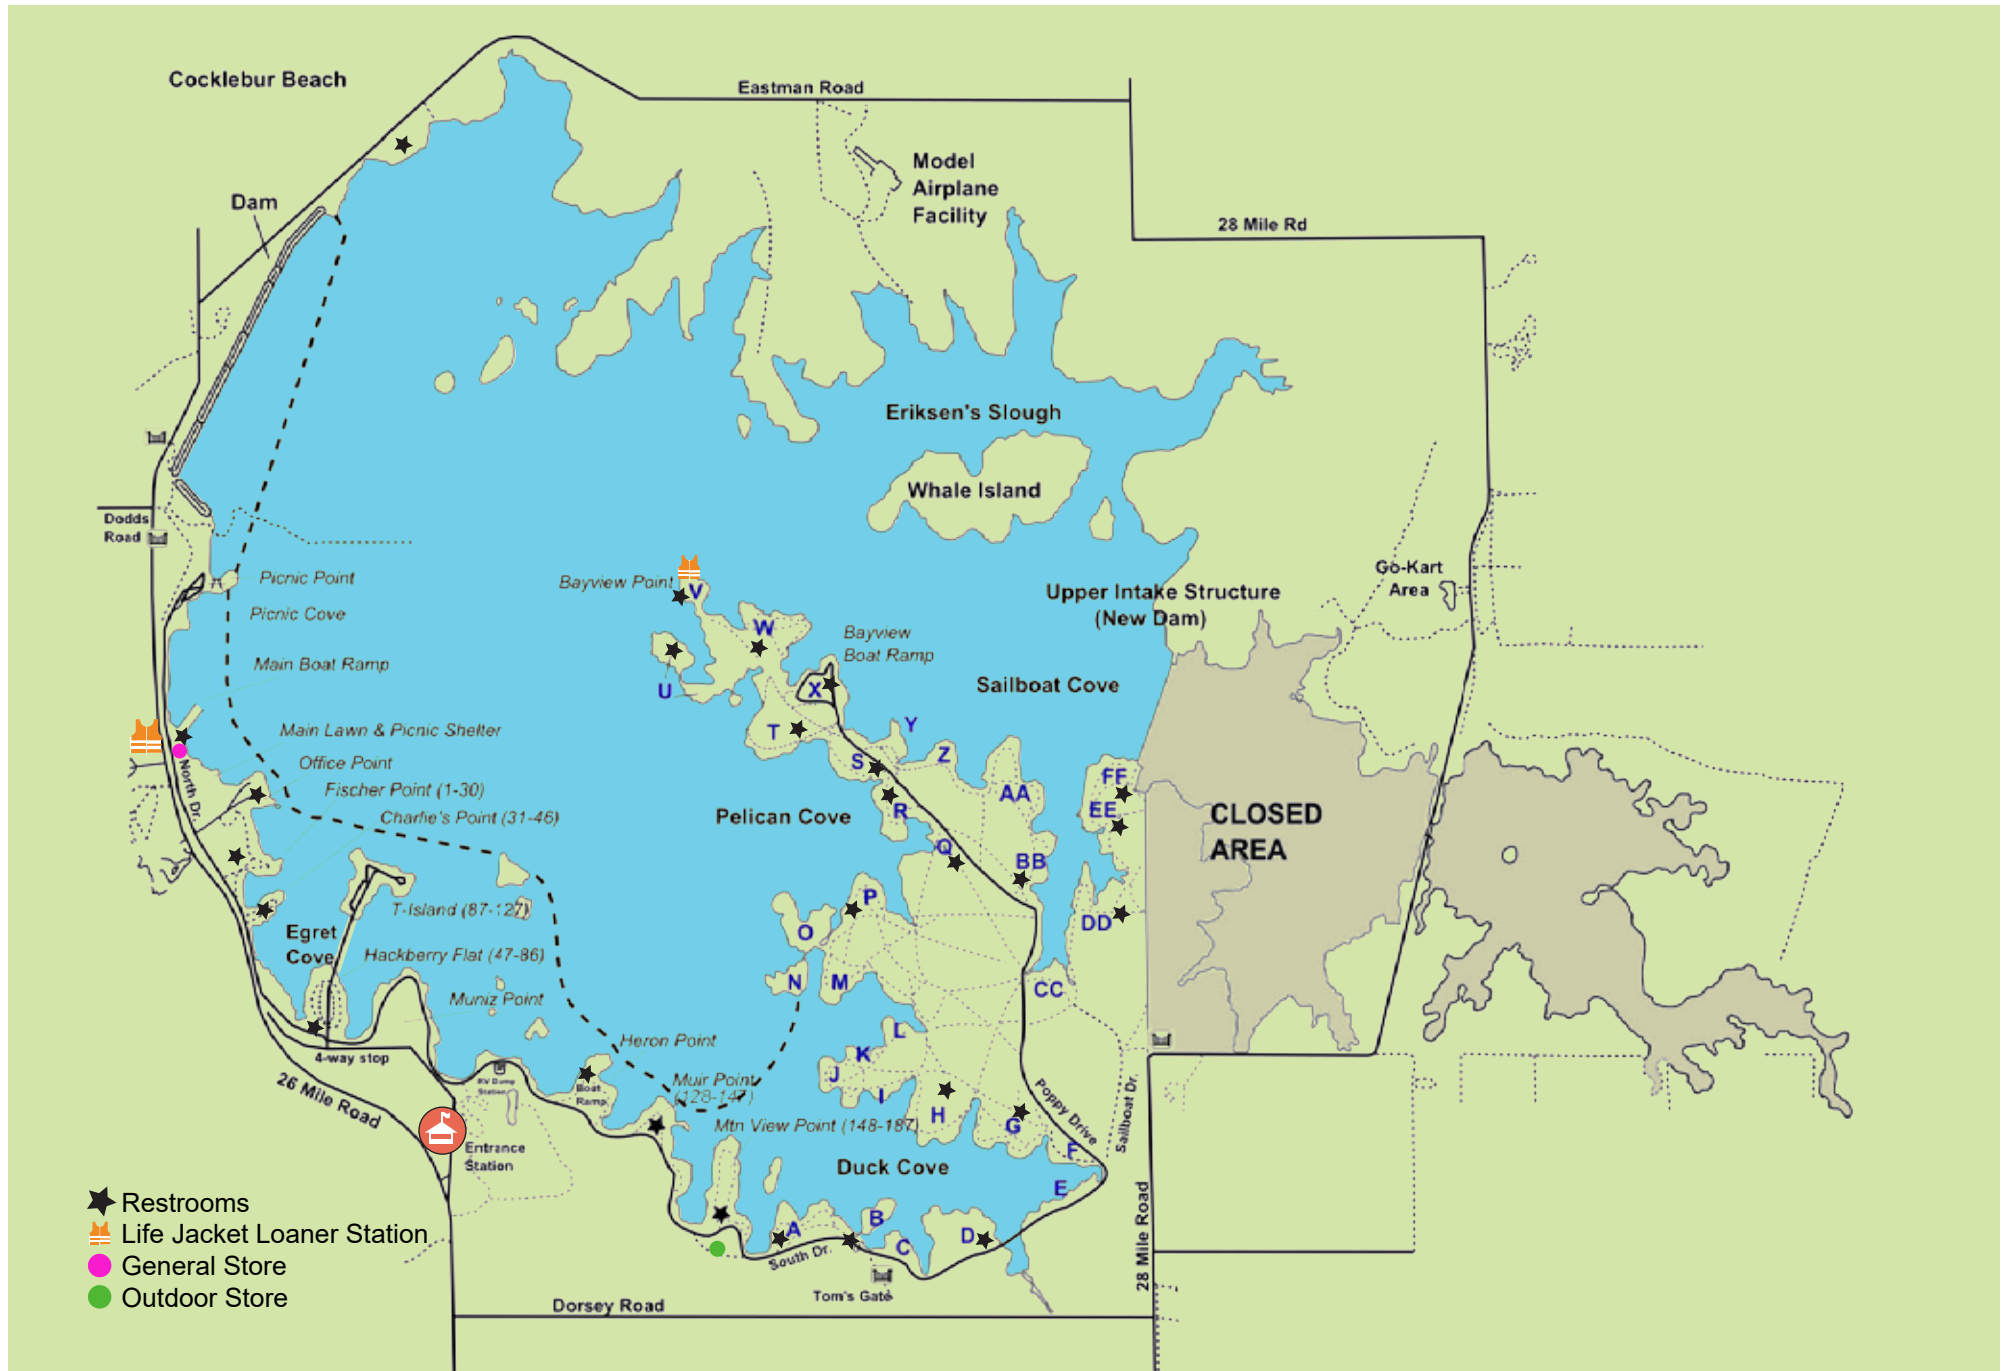 Cocklebur Beach
Eastman Road
Model
Airplane
Facility
Dam
28 Mile Rd
Eriksen's Slough
Whale Island
Dodds
Road
Picnic Point
Picnic Cove
Main Boat Ramp
Main Lawn & Picnic Shelter
Office Point
Fischer Point (1-30)
Charlie's Point (31-46)
North Dr.
Bayview Point
V
W
U
X
T
Bayview
Boat Ramp
Upper Intake Structure
(New Dam)
Go-Kart
Area
Sailboat Cove
Y
Z
S
R
Q
AA
BB
FF
EE
DD
CC
Pelican Cove
CLOSED
AREA
P
O
N
M
L
K
J
I
H
G
F
E
Egret
Cove
T-Island (87-127)
Hackberry Flat (47-86)
Muniz Point
Heron Point
Muir Point
(128-147)
Mtn View Point (148-187)
4-way stop
26 Mile Road
RV Dump
Station
Boat
Ramp
Entrance
Station
Duck Cove
Poppy Drive
Sailboat Dr.
28 Mile Road
A
B
C
D
South Dr.
Tom's Gate
Dorsey Road
Restrooms
Life Jacket Loaner Station
General Store
Outdoor Store